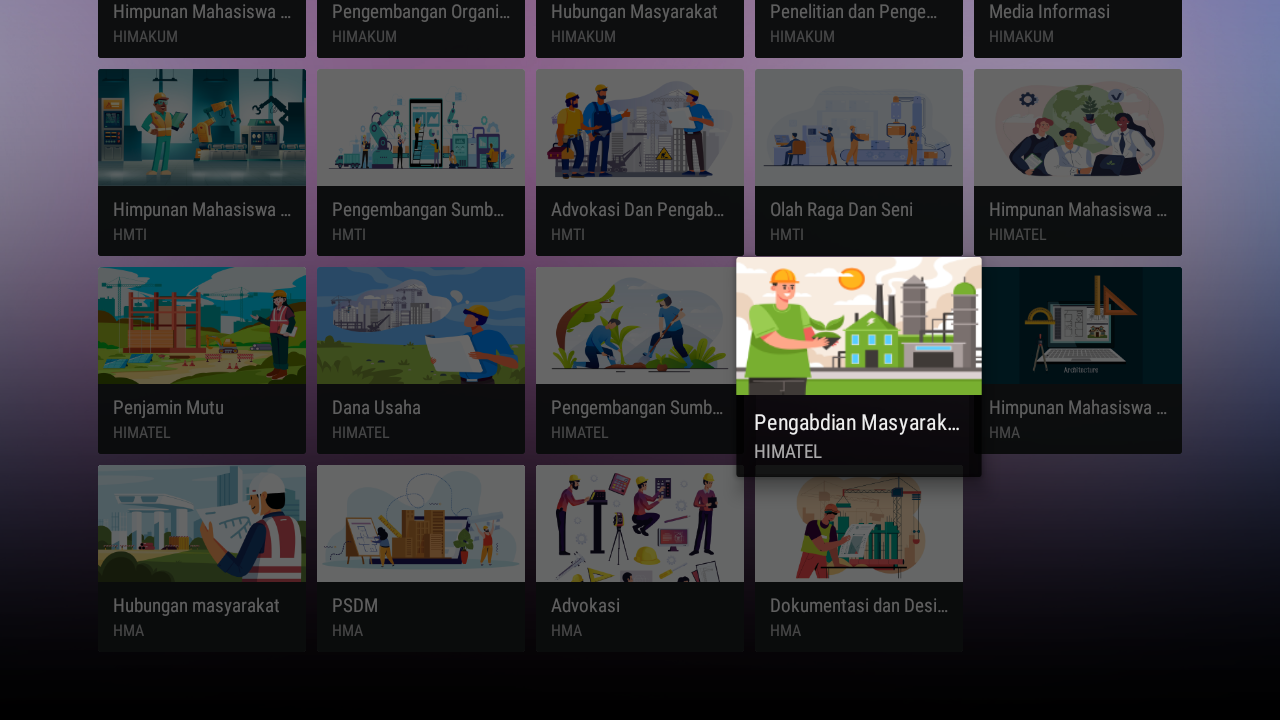 Himpunan Mahasiswa ...
HIMAKUM
Pengembangan Organi...
HIMAKUM
Hubungan Masyarakat
HIMAKUM
Penelitian dan Penge...
HIMAKUM
Media Informasi
HIMAKUM
Himpunan Mahasiswa ...
HMTI
Pengembangan Sumb...
HMTI
Advokasi Dan Pengab...
HMTI
Olah Raga Dan Seni
HMTI
Himpunan Mahasiswa ...
HIMATEL
Penjamin Mutu
HIMATEL
Dana Usaha
HIMATEL
Pengembangan Sumb...
HIMATEL
Pengabdian Masyarak...
HIMATEL
Architecture
Himpunan Mahasiswa ...
HMA
Hubungan masyarakat
HMA
PSDM
HMA
Advokasi
HMA
Dokumentasi dan Desi...
HMA